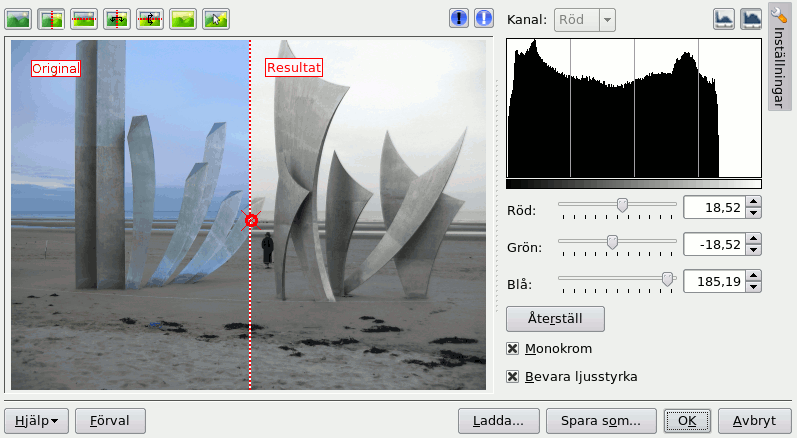 Original
Resultat
Kanal: Röd
Inställningar
Röd: 18,52
Grön: -18,52
Blå: 185,19
Återställ
Monokrom
Bevara ljusstyrka
Hjälp
Förval
Ladda...
Spara som...
OK
Avbryt